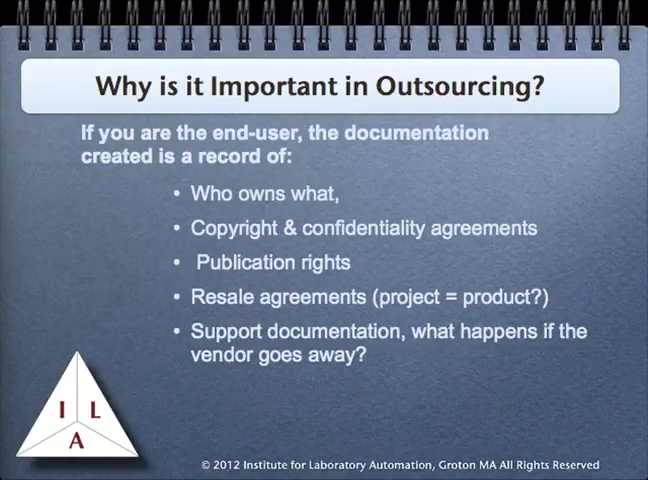 Why is it Important in Outsourcing?
If you are the end-user, the documentation
created is a record of:
• Who owns what,
• Copyright & confidentiality agreements
• Publication rights
• Resale agreements (project = product?)
• Support documentation, what happens if the
vendor goes away?
I L
A
© 2012 Institute for Laboratory Automation, Groton MA All Rights Reserved